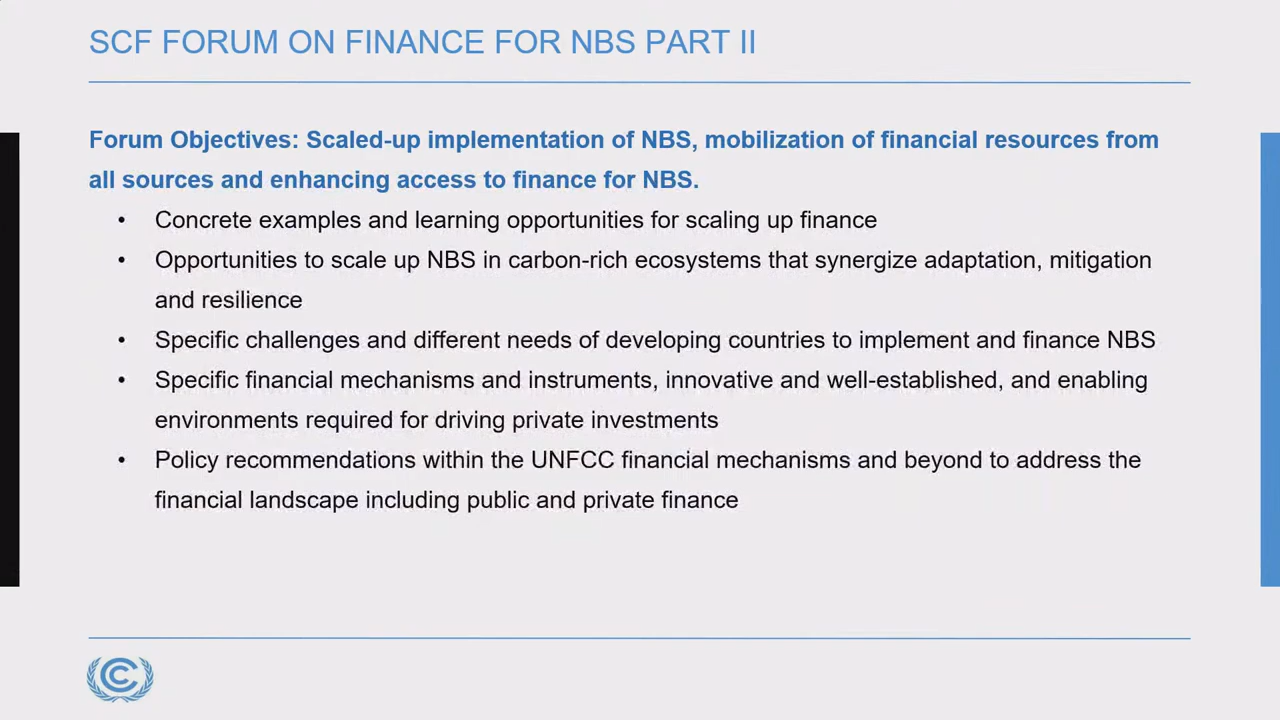 SCF FORUM ON FINANCE FOR NBS PART II
Forum Objectives: Scaled-up implementation of NBS, mobilization of financial resources from
all sources and enhancing access to finance for NBS.
• Concrete examples and learning opportunities for scaling up finance
• Opportunities to scale up NBS in carbon-rich ecosystems that synergize adaptation, mitigation
and resilience
• Specific challenges and different needs of developing countries to implement and finance NBS
• Specific financial mechanisms and instruments, innovative and well-established, and enabling
environments required for driving private investments
• Policy recommendations within the UNFCC financial mechanisms and beyond to address the
financial landscape including public and private finance